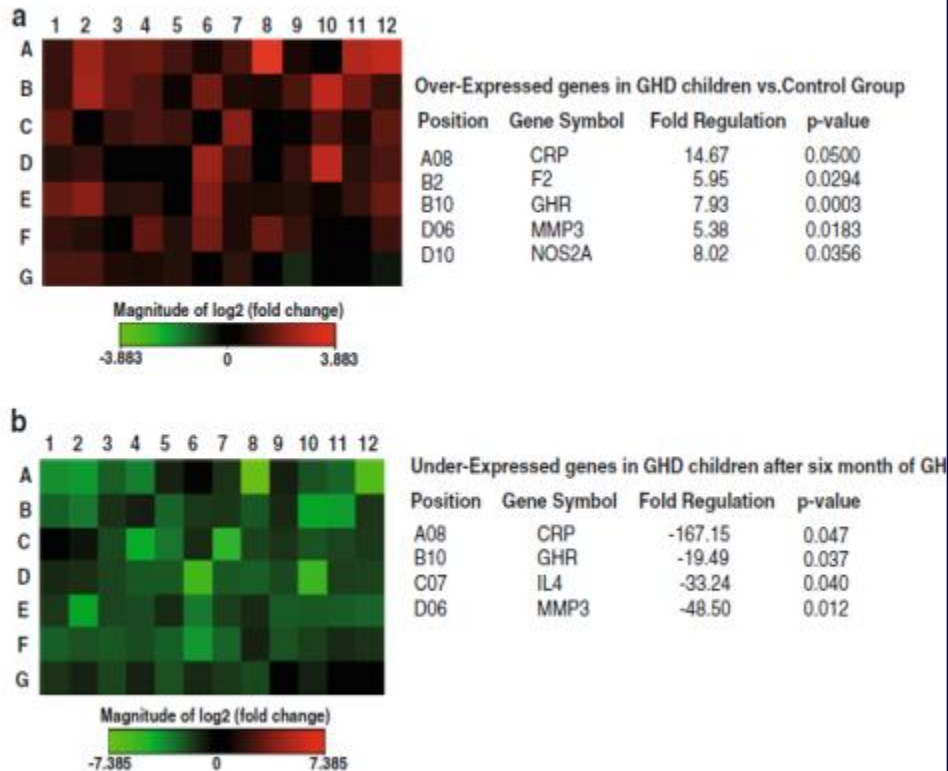 a
1 2 3 4 5 6 7 8 9 10 11 12
A
B
C
D
E
F
G
Over-Expressed genes in GHD children vs.Control Group
Position Gene Symbol Fold Regulation p-value
A08 CRP 14.67 0.0500
B2 F2 5.95 0.0294
B10 GHR 7.93 0.0003
D06 MMP3 5.38 0.0183
D10 NOS2A 8.02 0.0356
Magnitude of log2 (fold change)
-3.883 0 3.883
b
1 2 3 4 5 6 7 8 9 10 11 12
A
B
C
D
E
F
G
Under-Expressed genes in GHD children after six month of GH
Position Gene Symbol Fold Regulation p-value
A08 CRP -167.15 0.047
B10 GHR -19.49 0.037
C07 IL4 -33.24 0.040
D06 MMP3 -48.50 0.012
Magnitude of log2 (fold change)
-7.385 0 7.385